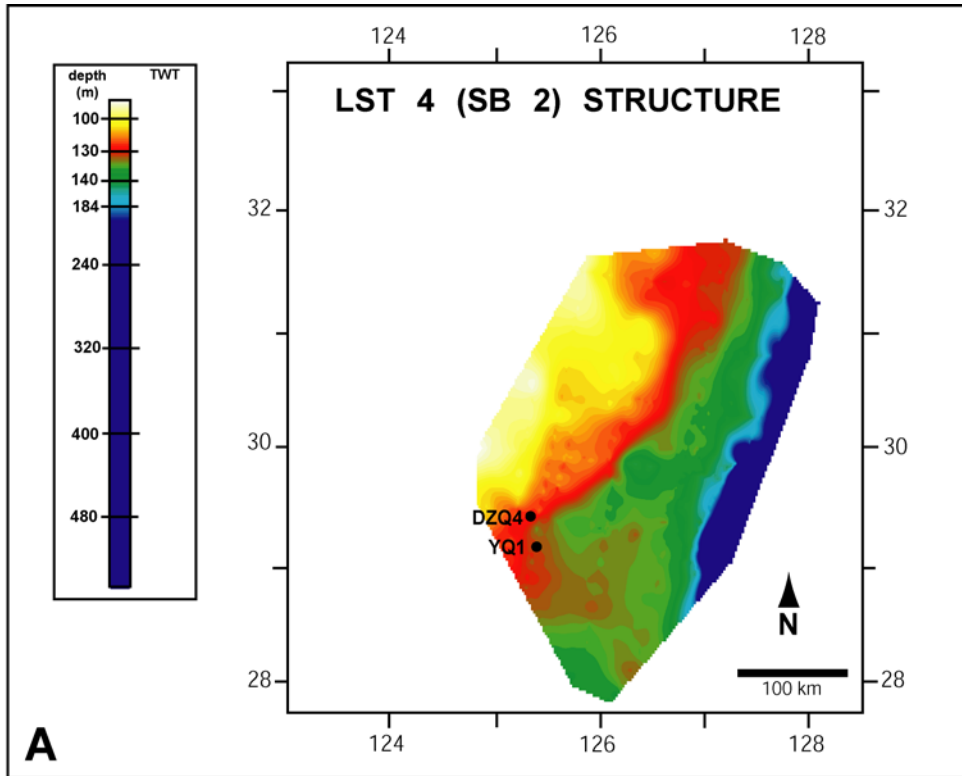 124 126 128
depth TWT
(m)
100
130
140
184
240
320
400
480
LST 4 (SB 2) STRUCTURE
32 32
30 30
28 28
DZQ4
YQ1
N
100 km
124 126 128
A